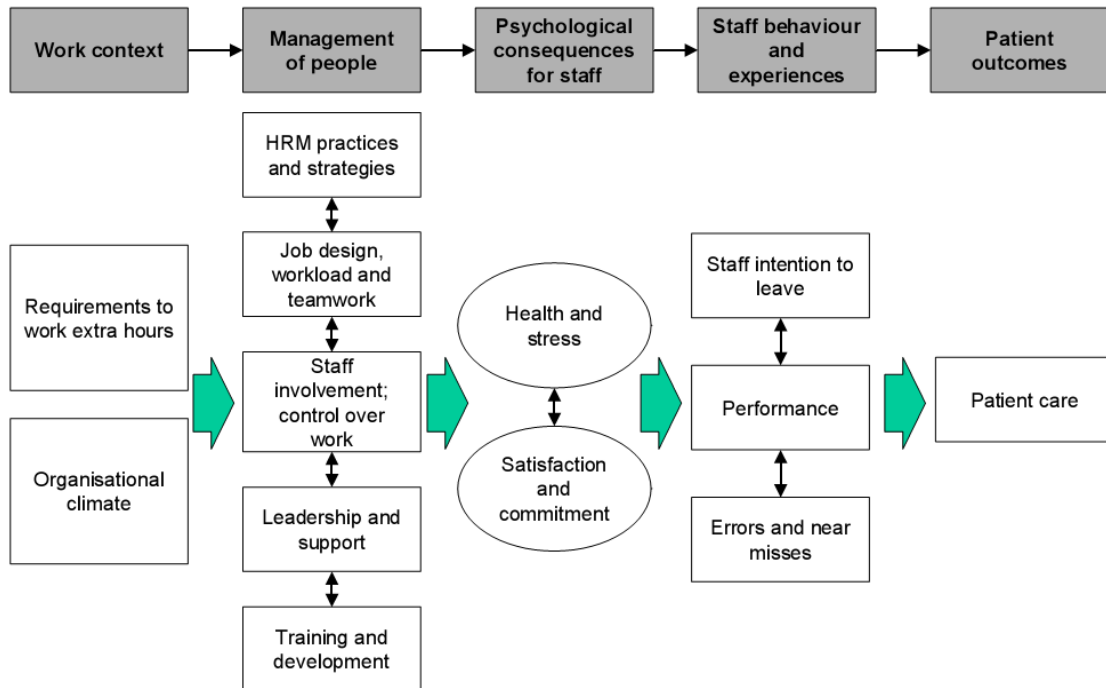 Work context
Management
of people
Psychological
consequences
for staff
Staff behaviour
and
experiences
Patient
outcomes
HRM practices
and strategies
Job design,
workload and
teamwork
Staff
involvement;
control over
work
Leadership and
support
Training and
development
Requirements to
work extra hours
Organisational
climate
Health and
stress
Satisfaction
and
commitment
Staff intention to
leave
Performance
Errors and near
misses
Patient care